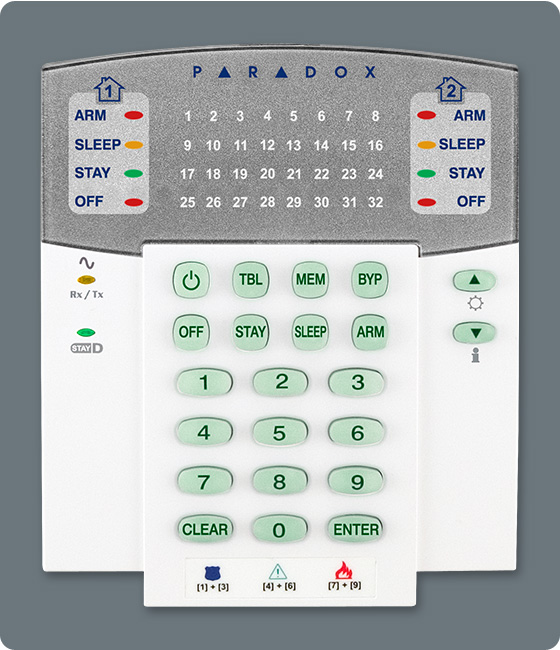 PARADOX
1 2
ARM 1 2 3 4 5 6 7 8 ARM
SLEEP 9 10 11 12 13 14 15 16 SLEEP
STAY 17 18 19 20 21 22 23 24 STAY
OFF 25 26 27 28 29 30 31 32 OFF
TBL MEM BYP
Rx / Tx
OFF STAY SLEEP ARM
STAY D
i
1 2 3
4 5 6
7 8 9
CLEAR 0 ENTER
[1] + [3] [4] + [6] [7] + [9]